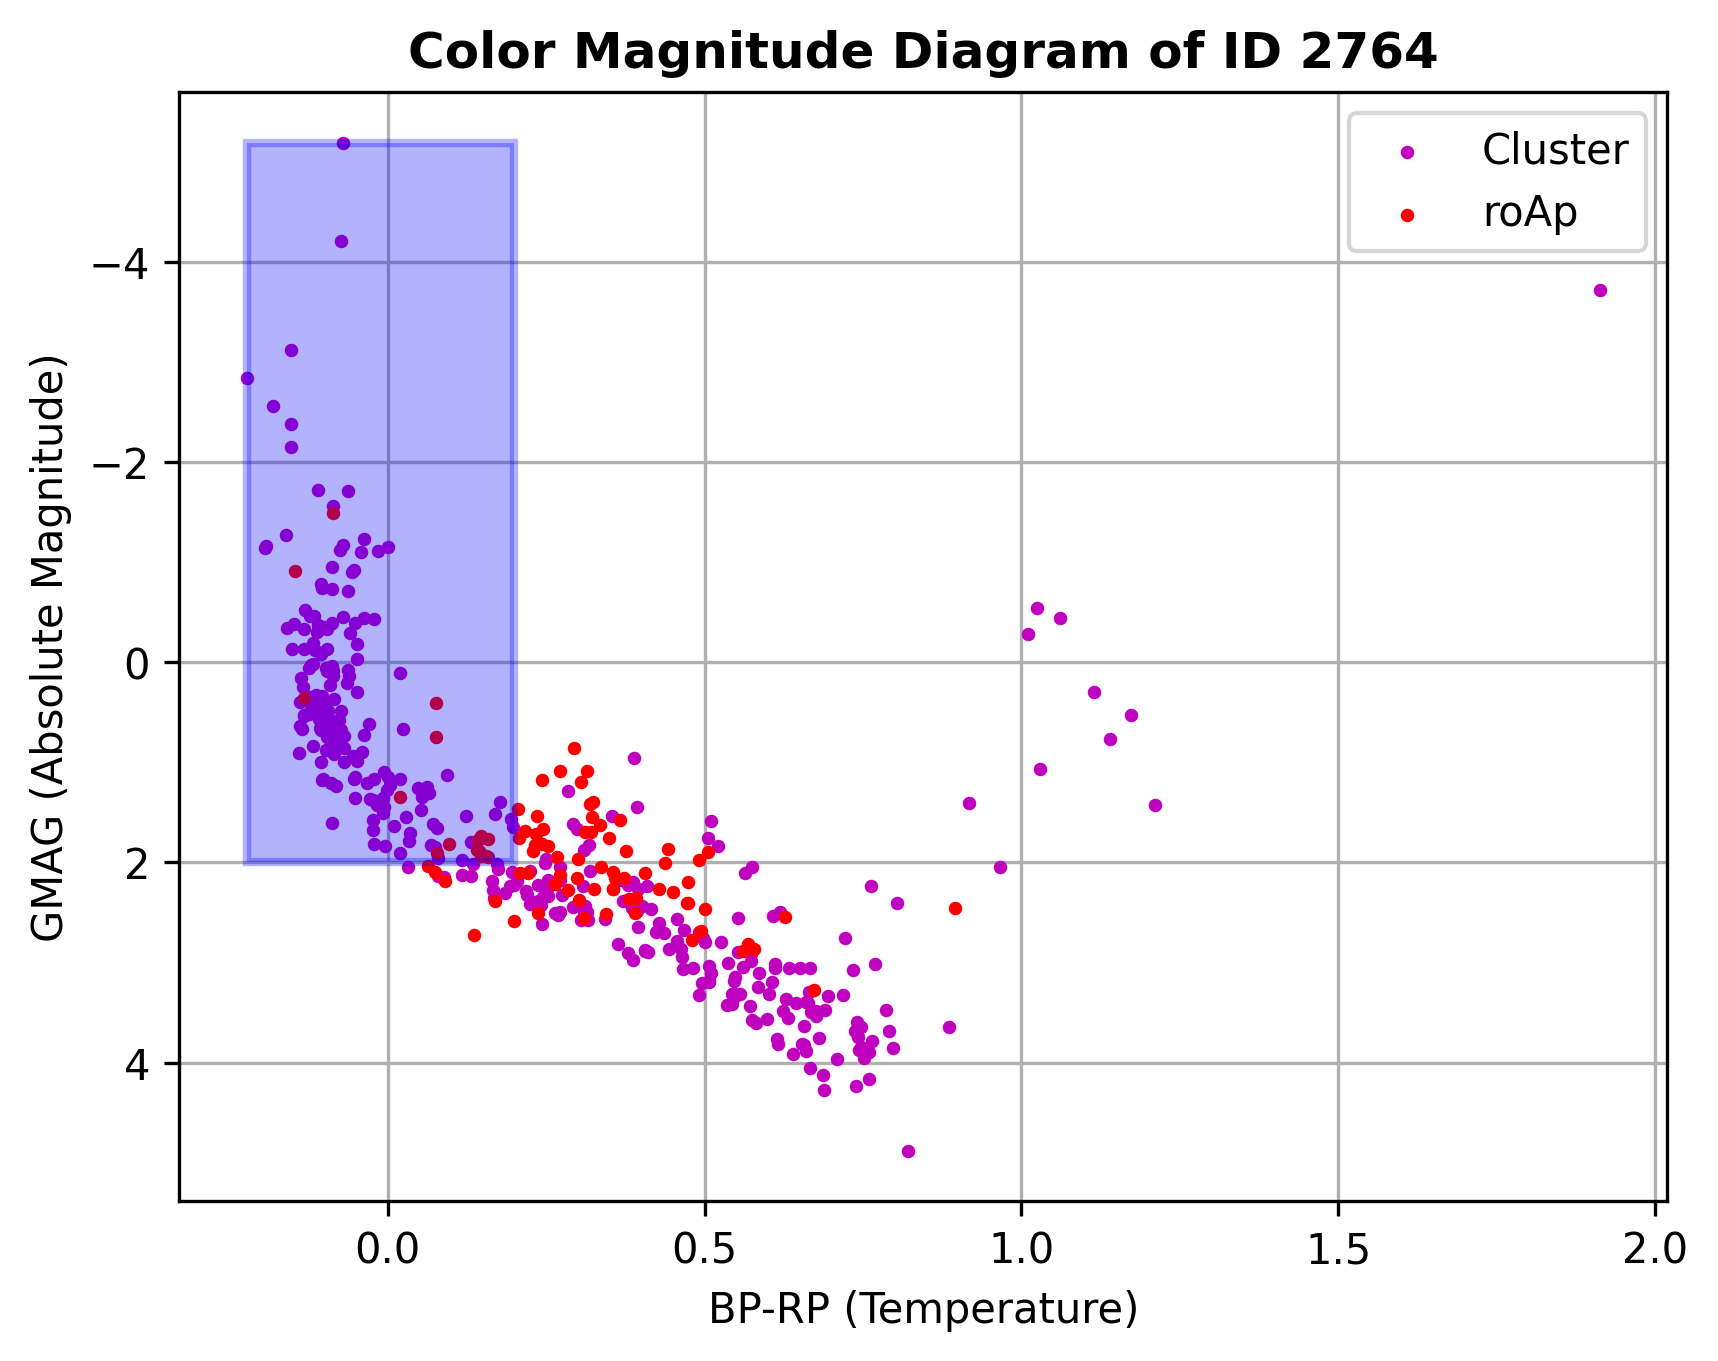 Color Magnitude Diagram of ID 2764
Cluster
roAp
GMAG (Absolute Magnitude)
−4
−2
0
2
4
0.0 0.5 1.0 1.5 2.0
BP-RP (Temperature)